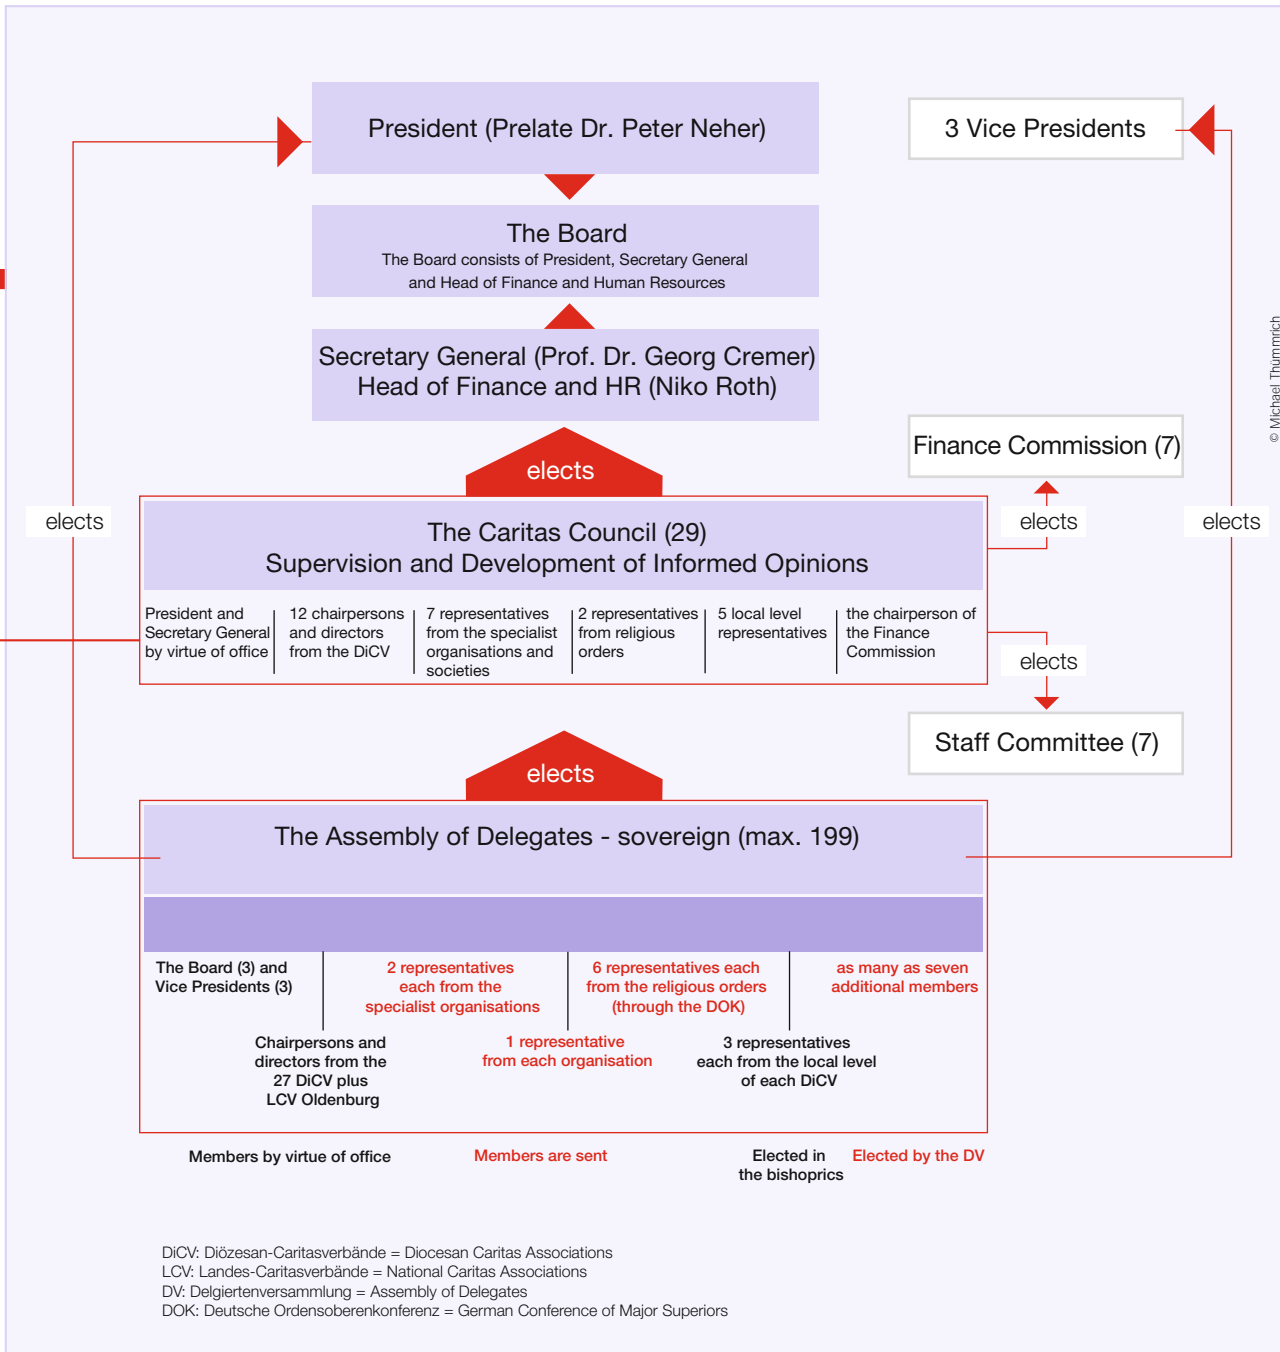 President (Prelate Dr. Peter Neher)
3 Vice Presidents
The Board
The Board consists of President, Secretary General
and Head of Finance and Human Resources
Secretary General (Prof. Dr. Georg Cremer)
Head of Finance and HR (Niko Roth)
© Michael Thümmrich
Finance Commission (7)
elects
elects
elects
elects
The Caritas Council (29)
Supervision and Development of Informed Opinions
President and
Secretary General
by virtue of office
12 chairpersons
and directors
from the DiCV
7 representatives
from the specialist
organisations and
societies
2 representatives
from religious
orders
5 local level
representatives
the chairperson of
the Finance
Commission
elects
Staff Committee (7)
elects
The Assembly of Delegates - sovereign (max. 199)
The Board (3) and
Vice Presidents (3)
2 representatives
each from the
specialist organisations
6 representatives each
from the religious orders
(through the DOK)
as many as seven
additional members
Chairpersons and
directors from the
27 DiCV plus
LCV Oldenburg
1 representative
from each organisation
3 representatives
each from the local level
of each DiCV
Members by virtue of office
Members are sent
Elected in
the bishoprics
Elected by the DV
DiCV: Diözesan-Caritasverbände = Diocesan Caritas Associations
LCV: Landes-Caritasverbände = National Caritas Associations
DV: Delgiertenversammlung = Assembly of Delegates
DOK: Deutsche Ordensoberenkonferenz = German Conference of Major Superiors